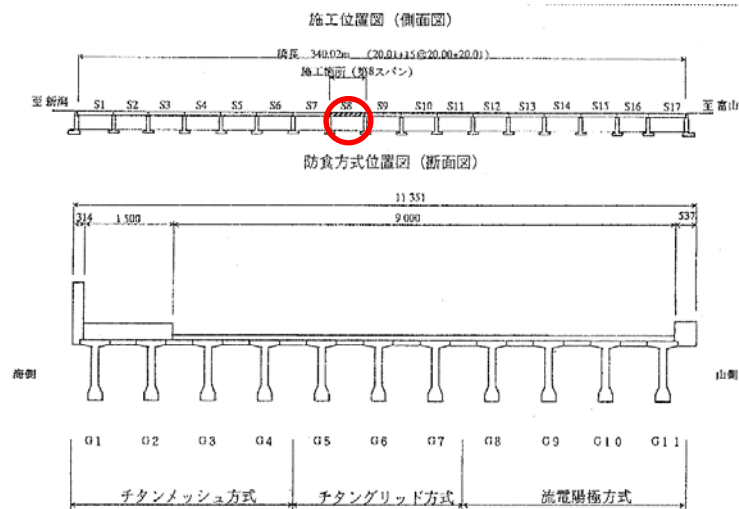 施工位置図 (側面図)
橋長 340.02m (20.01+15@20.00+20.01)
施工箇所 (第8スパン)
至 新潟 S1 S2 S3 S4 S5 S6 S7 S8 S9 S10 S11 S12 S13 S14 S15 S16 S17 至 富山
防食方式位置図 (断面図)
11 351
314 1 500 9 000 537
海側 山側
G1 G2 G3 G4 G5 G6 G7 G8 G9 G10 G11
チタンメッシュ方式 チタングリッド方式 流電陽極方式